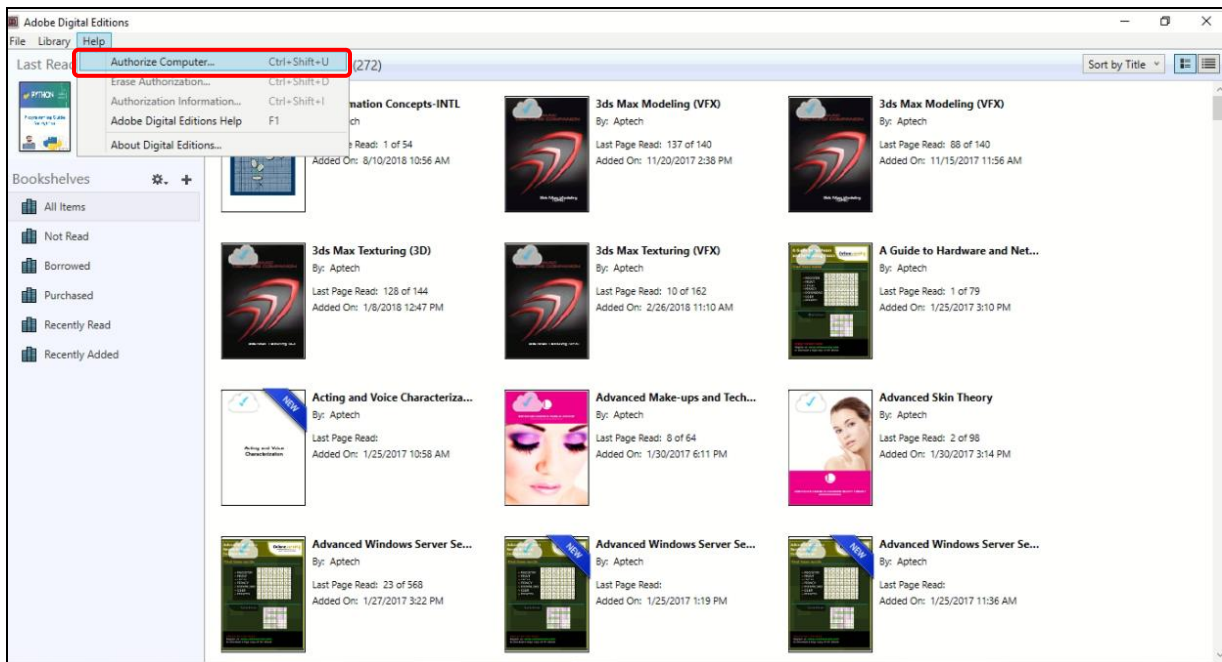 Adobe Digital Editions
File Library Help
Last Read
(272)
Sort by Title
Authorize Computer... Ctrl+Shift+U
Erase Authorization... Ctrl+Shift+D
Authorization Information... Ctrl+Shift+I
Adobe Digital Editions Help F1
About Digital Editions...
PYTHON
Bookshelves
All Items
Not Read
Borrowed
Purchased
Recently Read
Recently Added
mation Concepts-INTL
ch
e Read: 1 of 54
Added On: 8/10/2018 10:56 AM
3ds Max Modeling (VFX)
By: Aptech
Last Page Read: 137 of 140
Added On: 11/20/2017 2:38 PM
3ds Max Modeling (VFX)
By: Aptech
Last Page Read: 88 of 140
Added On: 11/15/2017 11:56 AM
3ds Max Texturing (3D)
By: Aptech
Last Page Read: 128 of 144
Added On: 1/8/2018 12:47 PM
3ds Max Texturing (VFX)
By: Aptech
Last Page Read: 10 of 162
Added On: 2/26/2018 11:10 AM
A Guide to Hardware and Net...
By: Aptech
Last Page Read: 1 of 79
Added On: 1/25/2017 3:10 PM
NEW
Acting and Voice
Characterization
Acting and Voice Characteriza...
By: Aptech
Last Page Read:
Added On: 1/25/2017 10:58 AM
Advanced Make-ups and Tech...
By: Aptech
Last Page Read: 8 of 64
Added On: 1/30/2017 6:11 PM
Advanced Skin Theory
By: Aptech
Last Page Read: 2 of 98
Added On: 1/30/2017 3:14 PM
Advanced Windows Server Se...
By: Aptech
Last Page Read: 23 of 568
Added On: 1/27/2017 3:22 PM
NEW
Advanced Windows Server Se...
By: Aptech
Last Page Read:
Added On: 1/25/2017 1:19 PM
NEW
Advanced Windows Server Se...
By: Aptech
Last Page Read:
Added On: 1/25/2017 11:36 AM